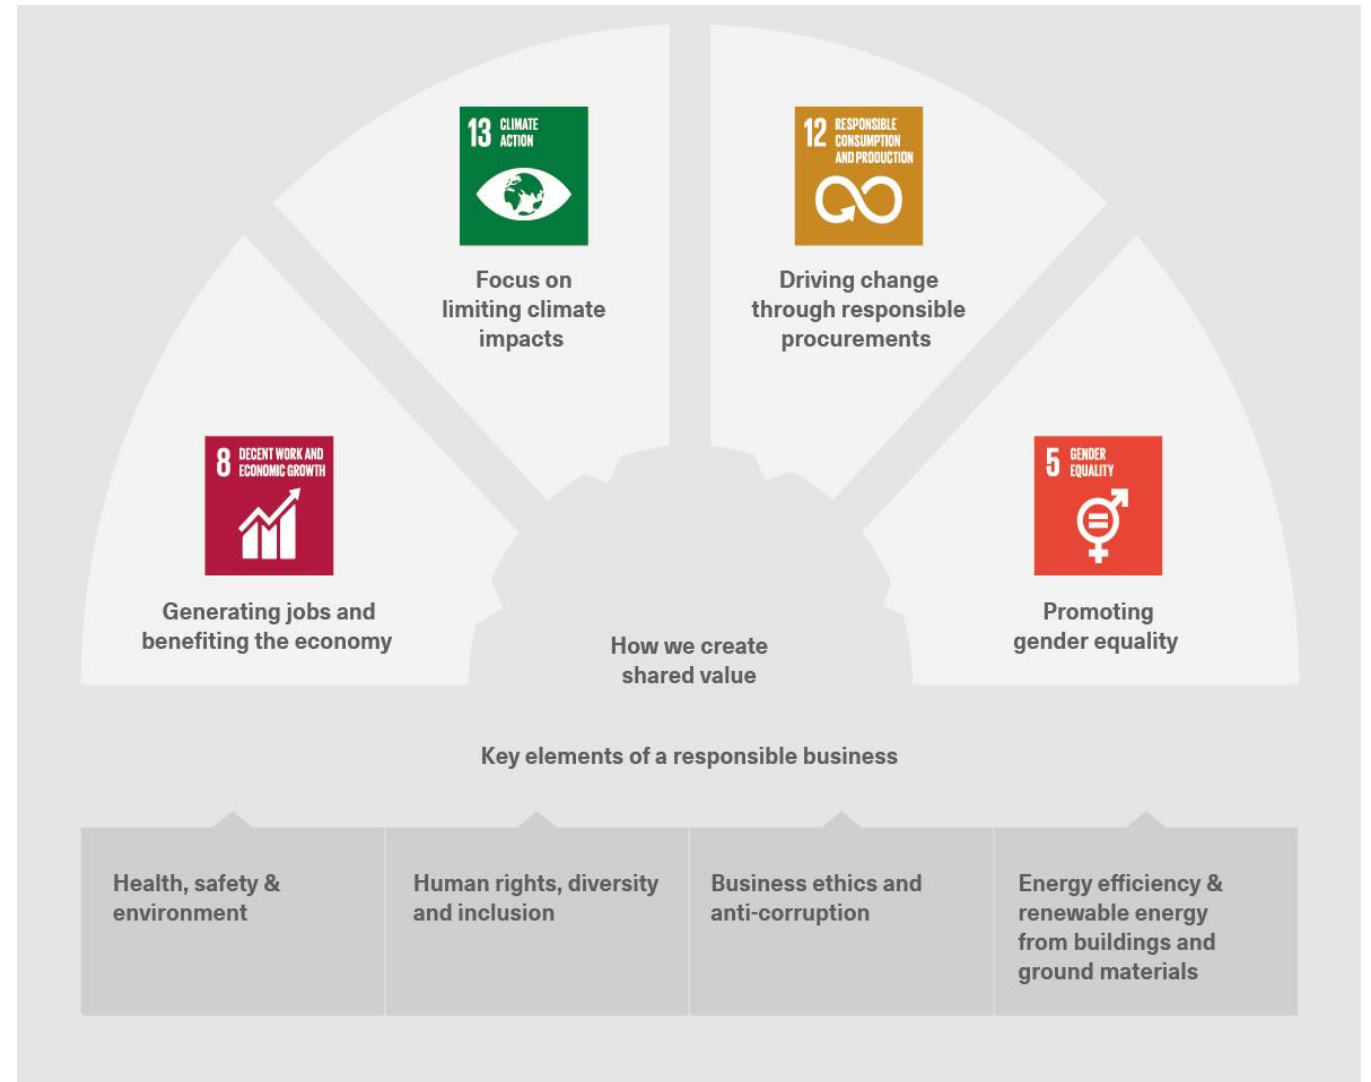 13 CLIMATE
ACTION
Focus on
limiting climate
impacts
12 RESPONSIBLE
CONSUMPTION
AND PRODUCTION
Driving change
through responsible
procurements
8 DECENT WORK AND
ECONOMIC GROWTH
Generating jobs and
benefiting the economy
5 GENDER
EQUALITY
Promoting
gender equality
How we create
shared value
Key elements of a responsible business
Health, safety &
environment
Human rights, diversity
and inclusion
Business ethics and
anti-corruption
Energy efficiency &
renewable energy
from buildings and
ground materials